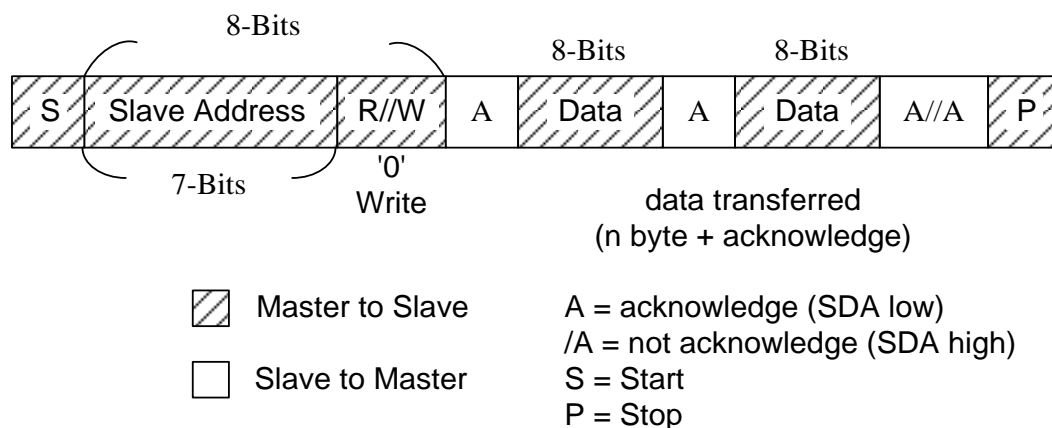 8-Bits
8-Bits 8-Bits
S Slave Address R//W A Data A Data A//A P
7-Bits
'0'
Write
data transferred
(n byte + acknowledge)
Master to Slave
Slave to Master
A = acknowledge (SDA low)
/A = not acknowledge (SDA high)
S = Start
P = Stop